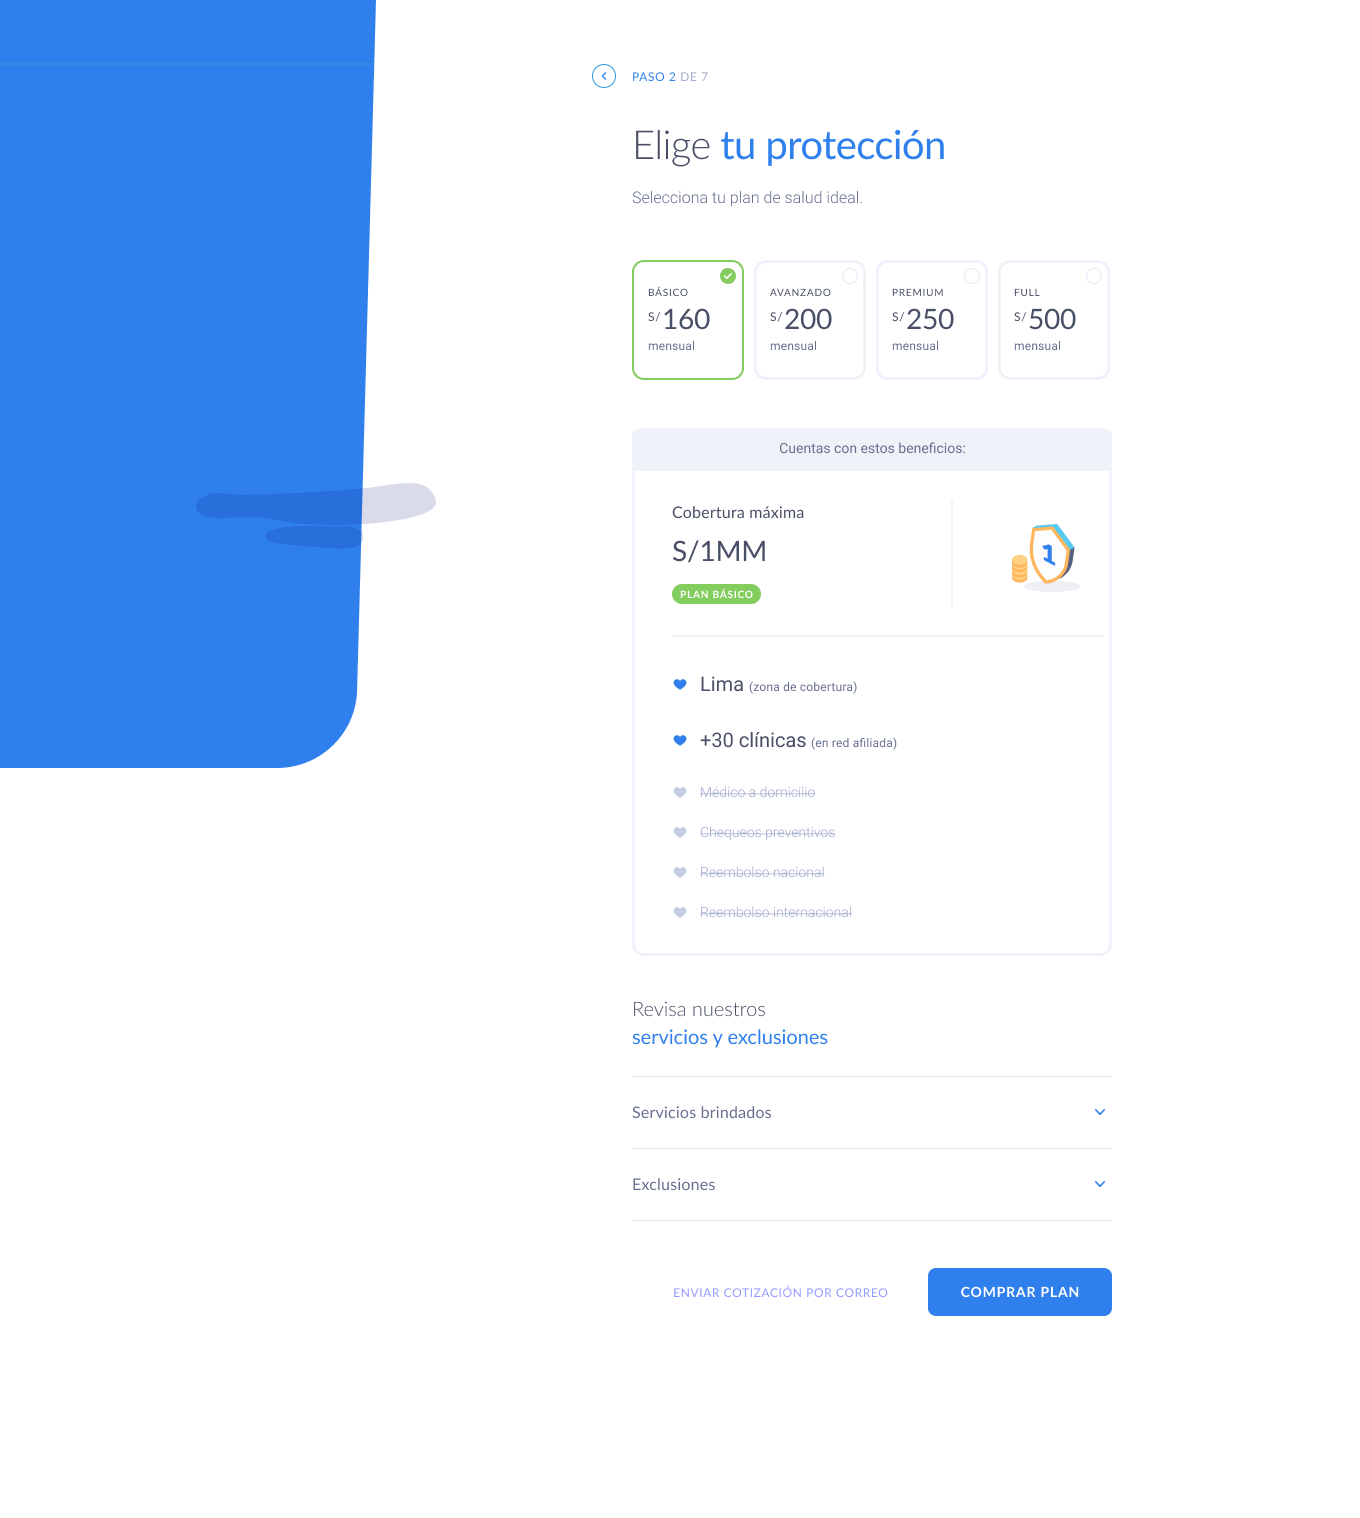 PASO 2 DE 7
Elige tu protección
Selecciona tu plan de salud ideal.
BÁSICO
S/160
mensual
AVANZADO
S/200
mensual
PREMIUM
S/250
mensual
FULL
S/500
mensual
Cuentas con estos beneficios:
Cobertura máxima
S/1MM
PLAN BÁSICO
1
Lima (zona de cobertura)
+30 clínicas (en red afiliada)
Médico a domicilio
Chequeos preventivos
Reembolso nacional
Reembolso internacional
Revisa nuestros
servicios y exclusiones
Servicios brindados
Exclusiones
ENVIAR COTIZACIÓN POR CORREO
COMPRAR PLAN